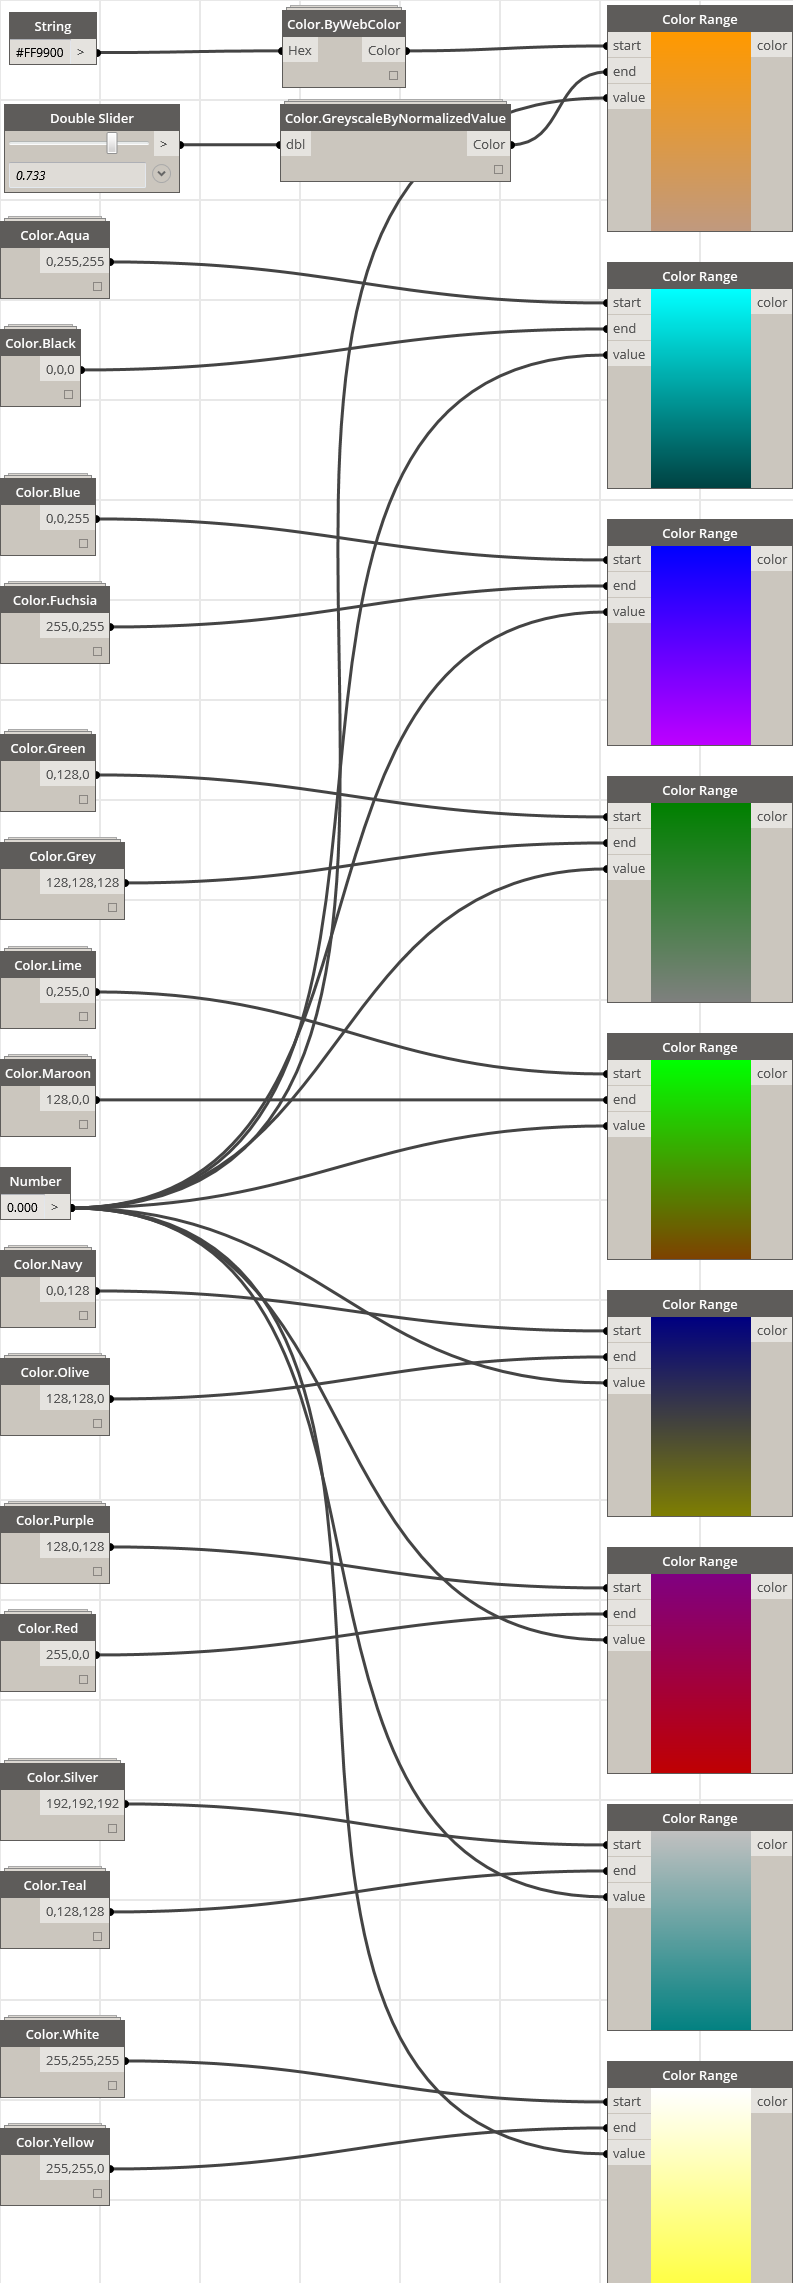 String
#FF9900 >
Color.ByWebColor
Hex Color
Color Range
start color
end
value
Double Slider
>
0.733
Color.GreyscaleByNormalizedValue
dbl Color
Color.Aqua
0,255,255
Color.Black
0,0,0
Color Range
start color
end
value
Color.Blue
0,0,255
Color.Fuchsia
255,0,255
Color Range
start color
end
value
Color.Green
0,128,0
Color.Grey
128,128,128
Color Range
start color
end
value
Color.Lime
0,255,0
Color.Maroon
128,0,0
Color Range
start color
end
value
Number
0.000 >
Color.Navy
0,0,128
Color.Olive
128,128,0
Color Range
start color
end
value
Color.Purple
128,0,128
Color.Red
255,0,0
Color Range
start color
end
value
Color.Silver
192,192,192
Color.Teal
0,128,128
Color Range
start color
end
value
Color.White
255,255,255
Color.Yellow
255,255,0
Color Range
start color
end
value